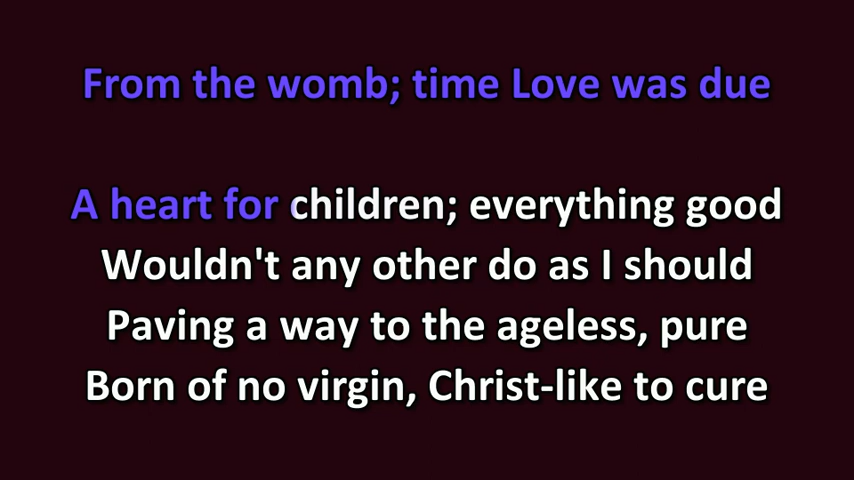 From the womb; time Love was due
A heart for children; everything good
Wouldn't any other do as I should
Paving a way to the ageless, pure
Born of no virgin, Christ-like to cure